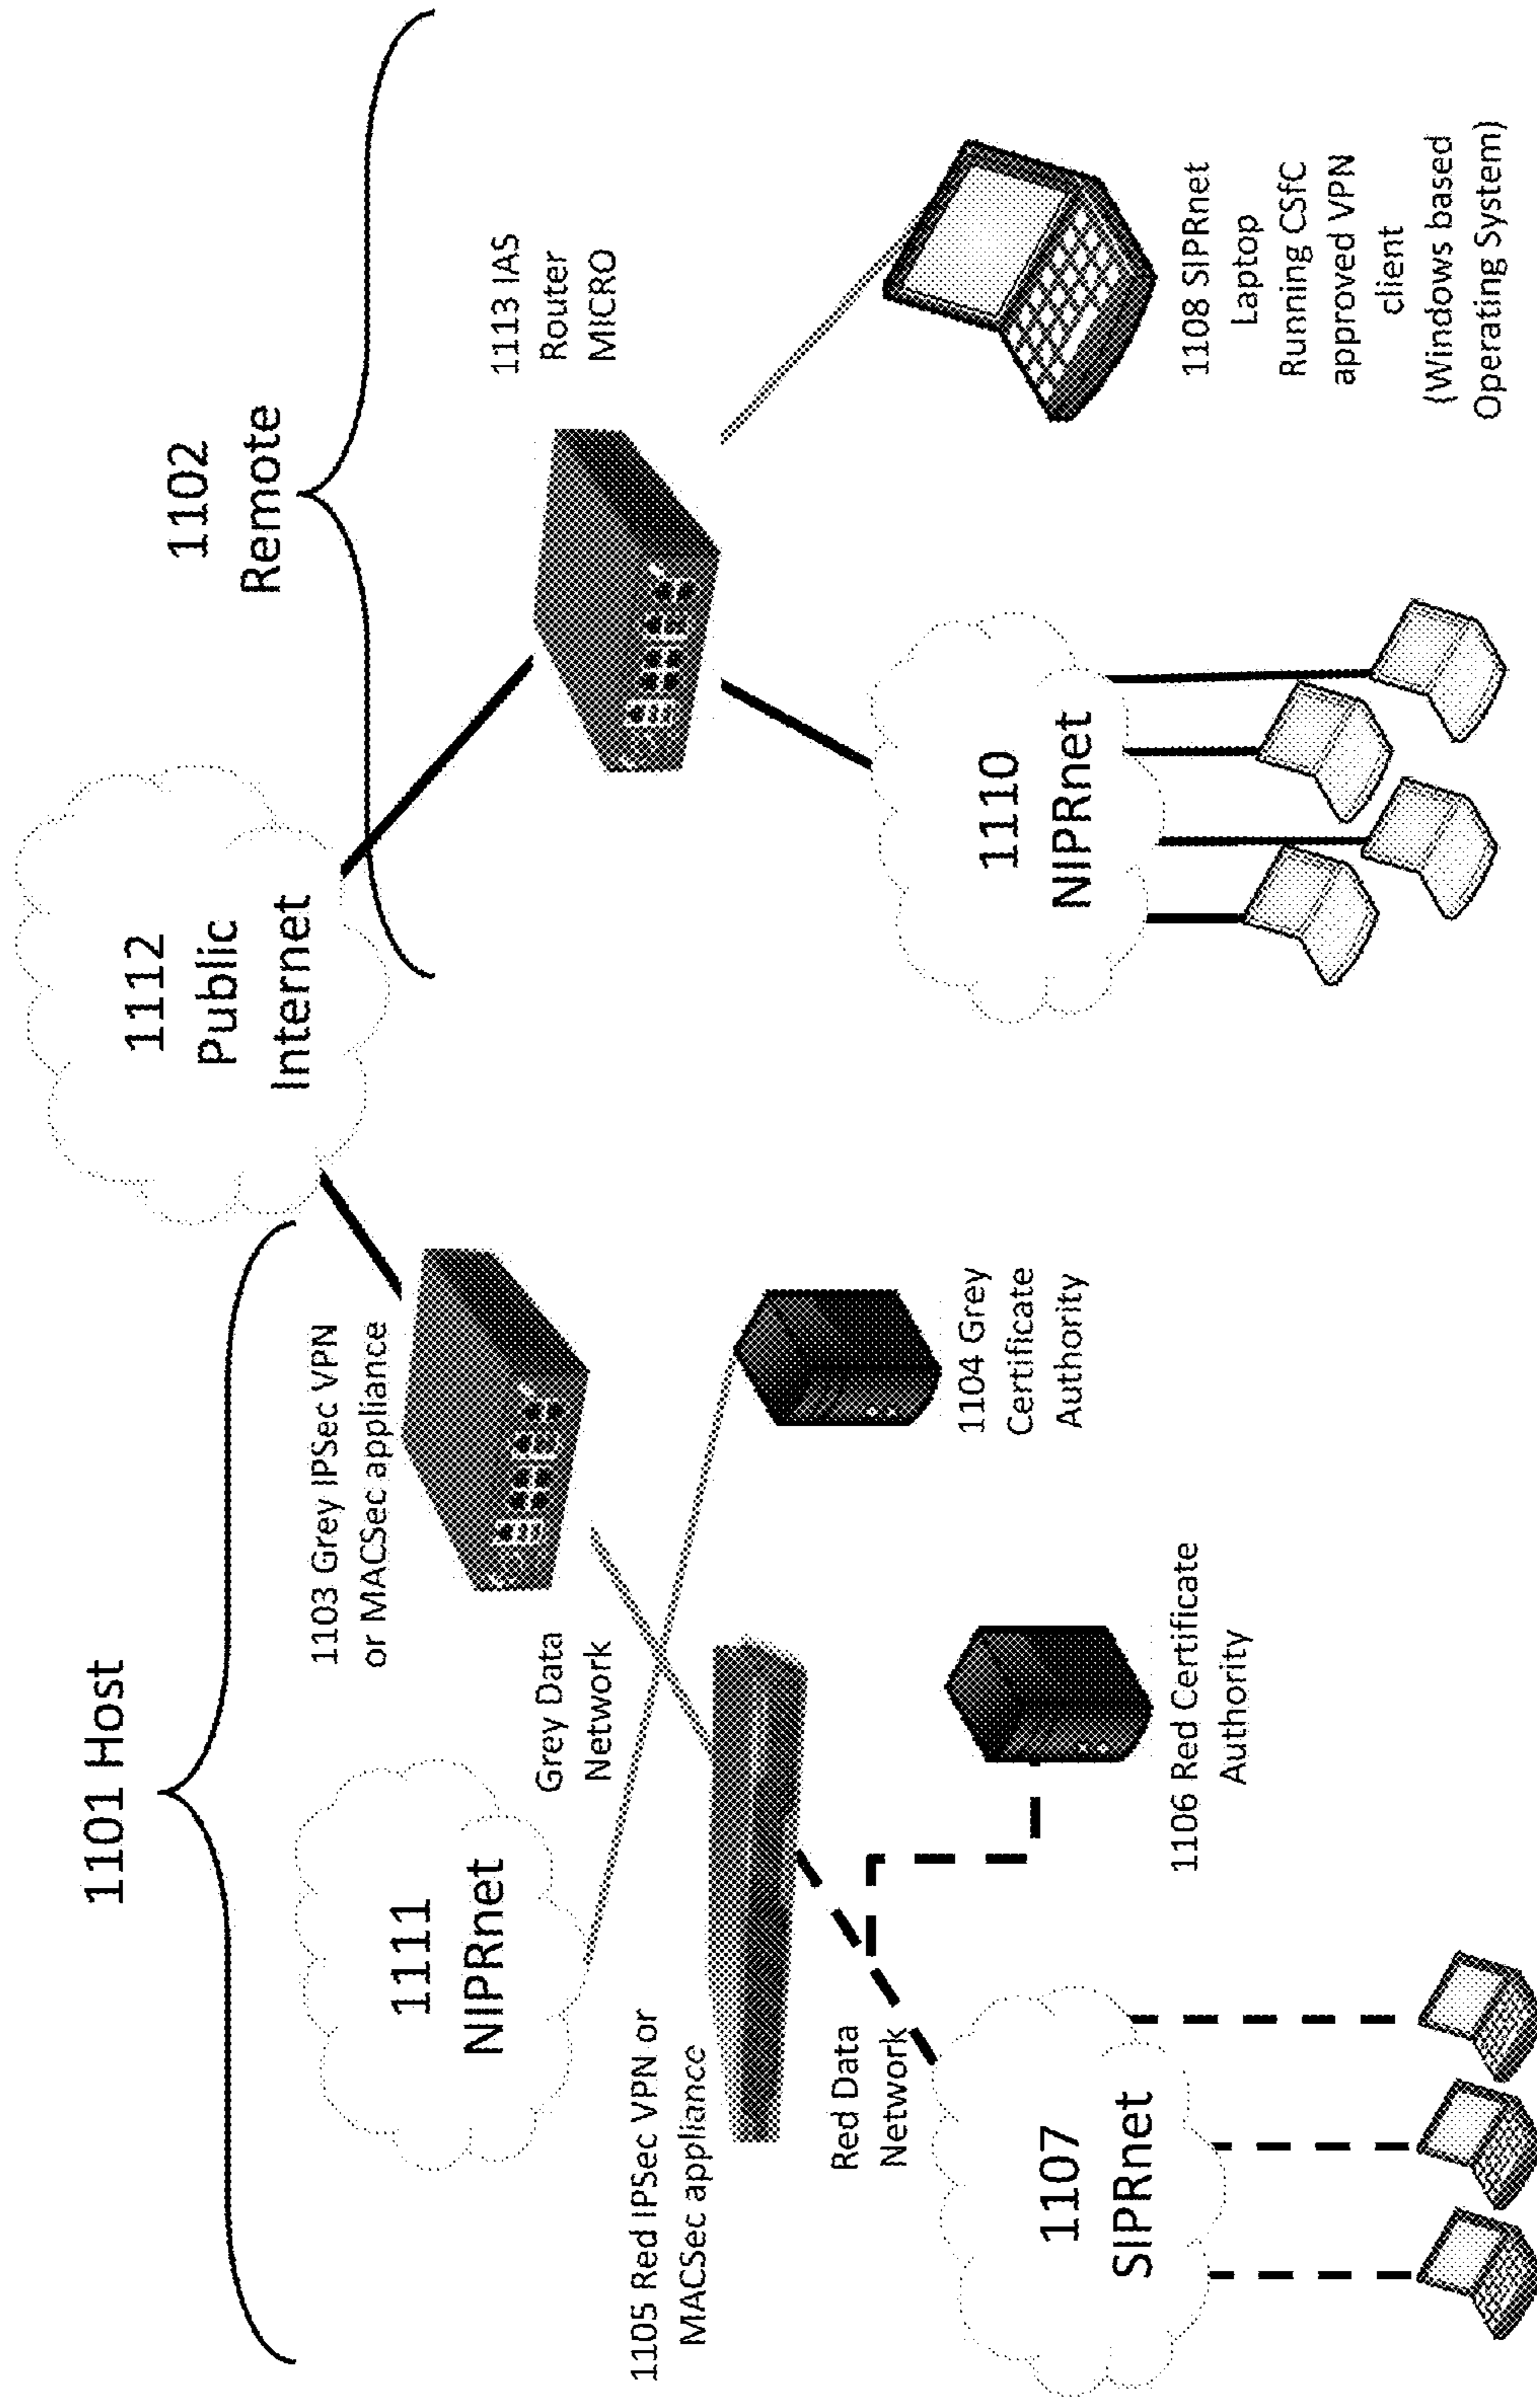 1101 Host
1102
Remote
1112
Public
Internet
1103 Grey IPSec VPN
or MACSec appliance
1113 IAS
Router
MICRO
1111
NIPRnet
Grey Data
Network
1105 Red IPSec VPN or
MACSec appliance
1104 Grey
Certificate
Authority
Red Data
Network
1106 Red Certificate
Authority
1107
SIPRnet
1110
NIPRnet
1108 SIPRnet
Laptop
Running CSfC
approved VPN
client
(Windows based
Operating System)